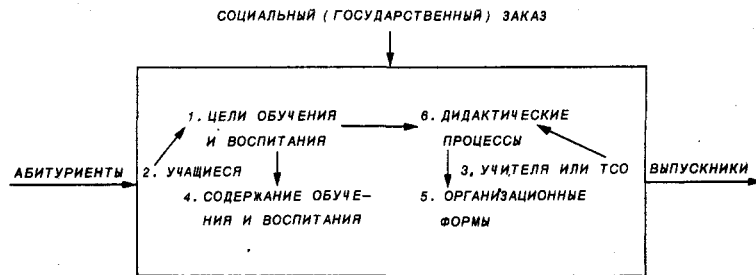 СОЦИАЛЬНЫЙ (ГОСУДАРСТВЕННЫЙ) ЗАКАЗ
1. ЦЕЛИ ОБУЧЕНИЯ
И ВОСПИТАНИЯ
6. ДИДАКТИЧЕСКИЕ
ПРОЦЕССЫ
АБИТУРИЕНТЫ
2. УЧАЩИЕСЯ
3. УЧИТЕЛЯ ИЛИ ТСО
ВЫПУСКНИКИ
4. СОДЕРЖАНИЕ ОБУЧЕ-
НИЯ И ВОСПИТАНИЯ
5. ОРГАНИЗАЦИОННЫЕ
ФОРМЫ